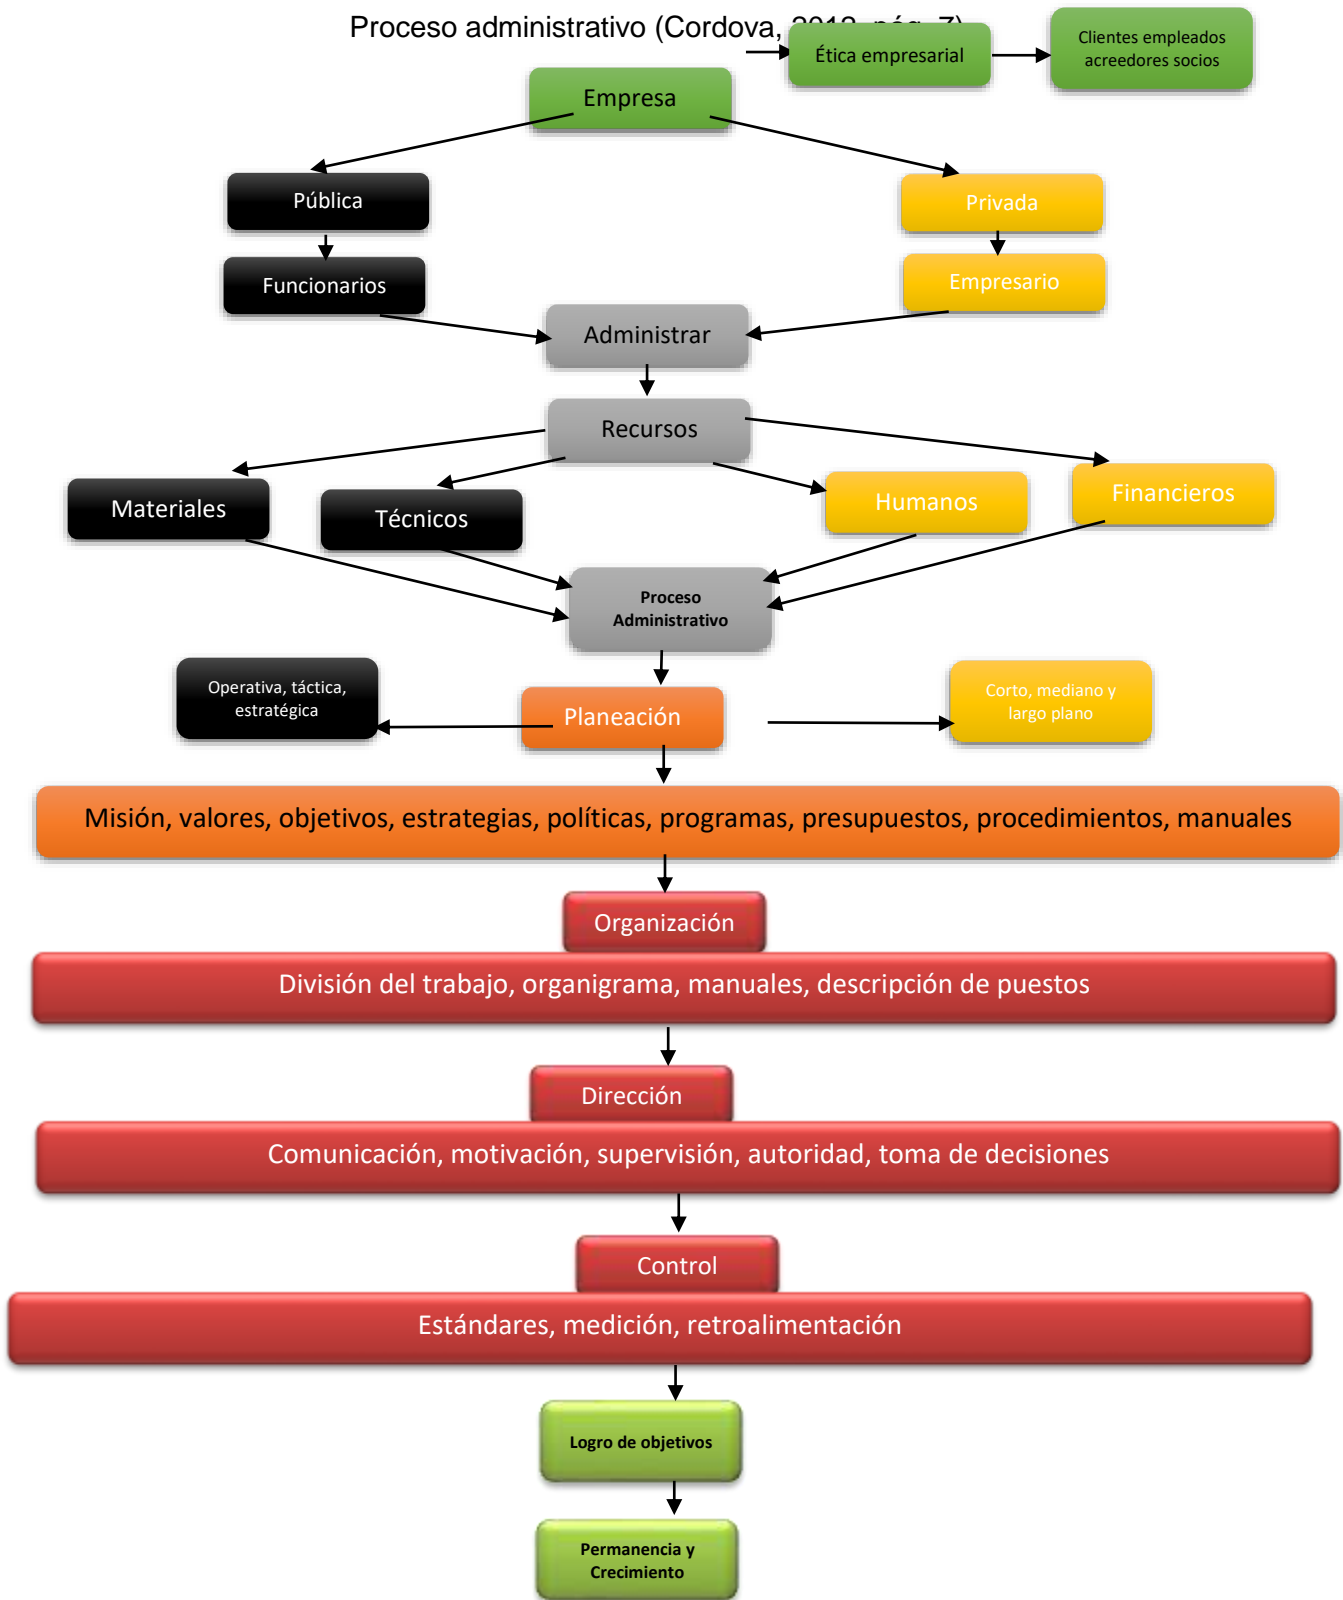 Proceso administrativo (Cordova, 2012, pág. 7)
Ética empresarial
Clientes empleados
acreedores socios
Empresa
Pública
Privada
Funcionarios
Empresario
Administrar
Recursos
Materiales
Técnicos
Humanos
Financieros
Proceso
Administrativo
Operativa, táctica,
estratégica
Planeación
Corto, mediano y
largo plano
Misión, valores, objetivos, estrategias, políticas, programas, presupuestos, procedimientos, manuales
Organización
División del trabajo, organigrama, manuales, descripción de puestos
Dirección
Comunicación, motivación, supervisión, autoridad, toma de decisiones
Control
Estándares, medición, retroalimentación
Logro de objetivos
Permanencia y
Crecimiento